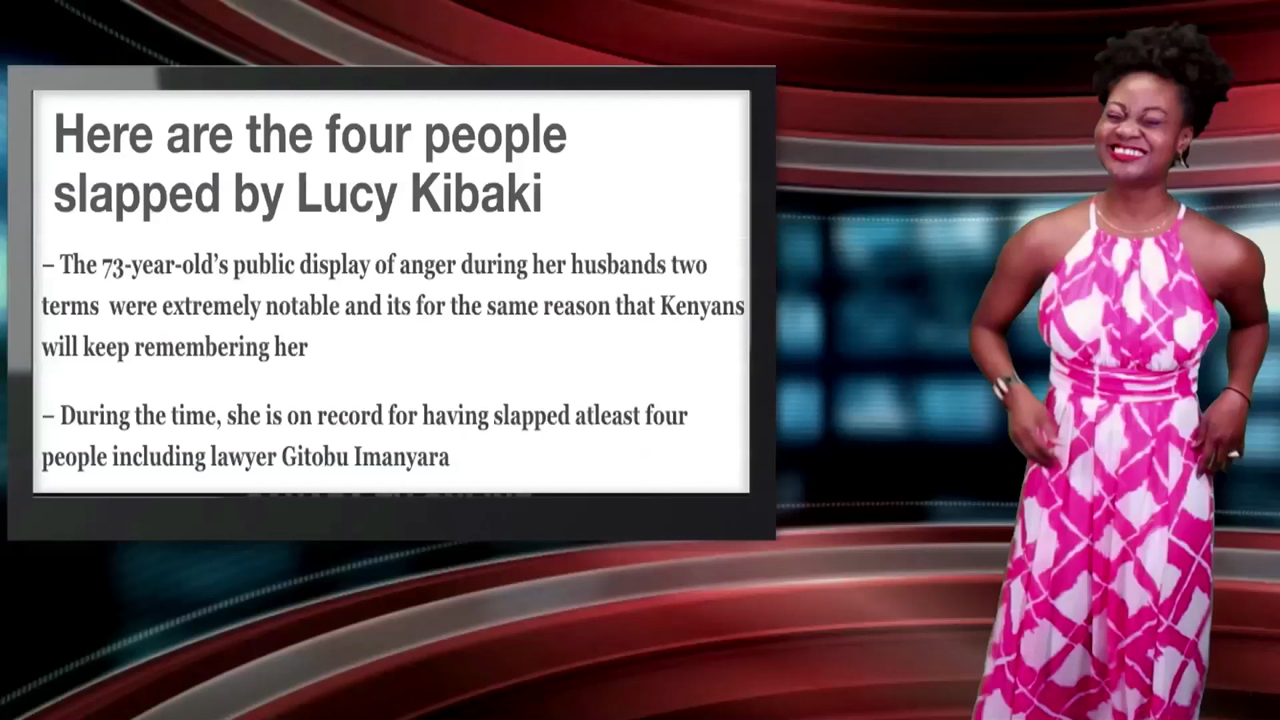 Here are the four people
slapped by Lucy Kibaki
– The 73-year-old's public display of anger during her husbands two
terms were extremely notable and its for the same reason that Kenyans
will keep remembering her
– During the time, she is on record for having slapped atleast four
people including lawyer Gitobu Imanyara